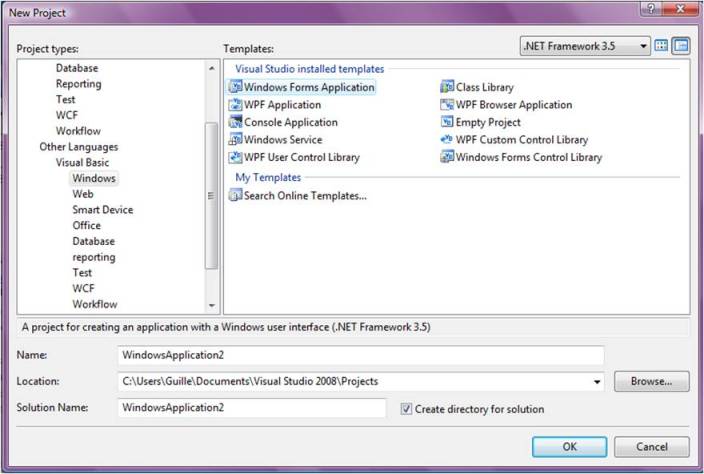 New Project
Project types:
Templates:
.NET Framework 3.5
Database
Reporting
Test
WCF
Workflow
Other Languages
Visual Basic
Windows
Web
Smart Device
Office
Database
reporting
Test
WCF
Workflow
Visual Studio installed templates
Windows Forms Application
Class Library
WPF Application
WPF Browser Application
Console Application
Empty Project
Windows Service
WPF Custom Control Library
WPF User Control Library
Windows Forms Control Library
My Templates
Search Online Templates...
A project for creating an application with a Windows user interface (.NET Framework 3.5)
Name:
WindowsApplication2
Location:
C:\Users\Guille\Documents\Visual Studio 2008\Projects
Browse...
Solution Name:
WindowsApplication2
Create directory for solution
OK
Cancel